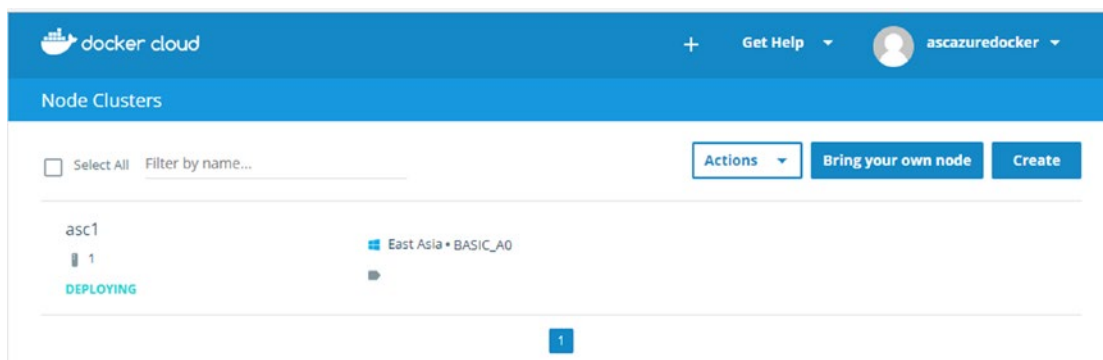 docker cloud + Get Help ascazuredocker
Node Clusters
Select All Filter by name... Actions Bring your own node Create
asc1
1 East Asia • BASIC_A0
DEPLOYING
1